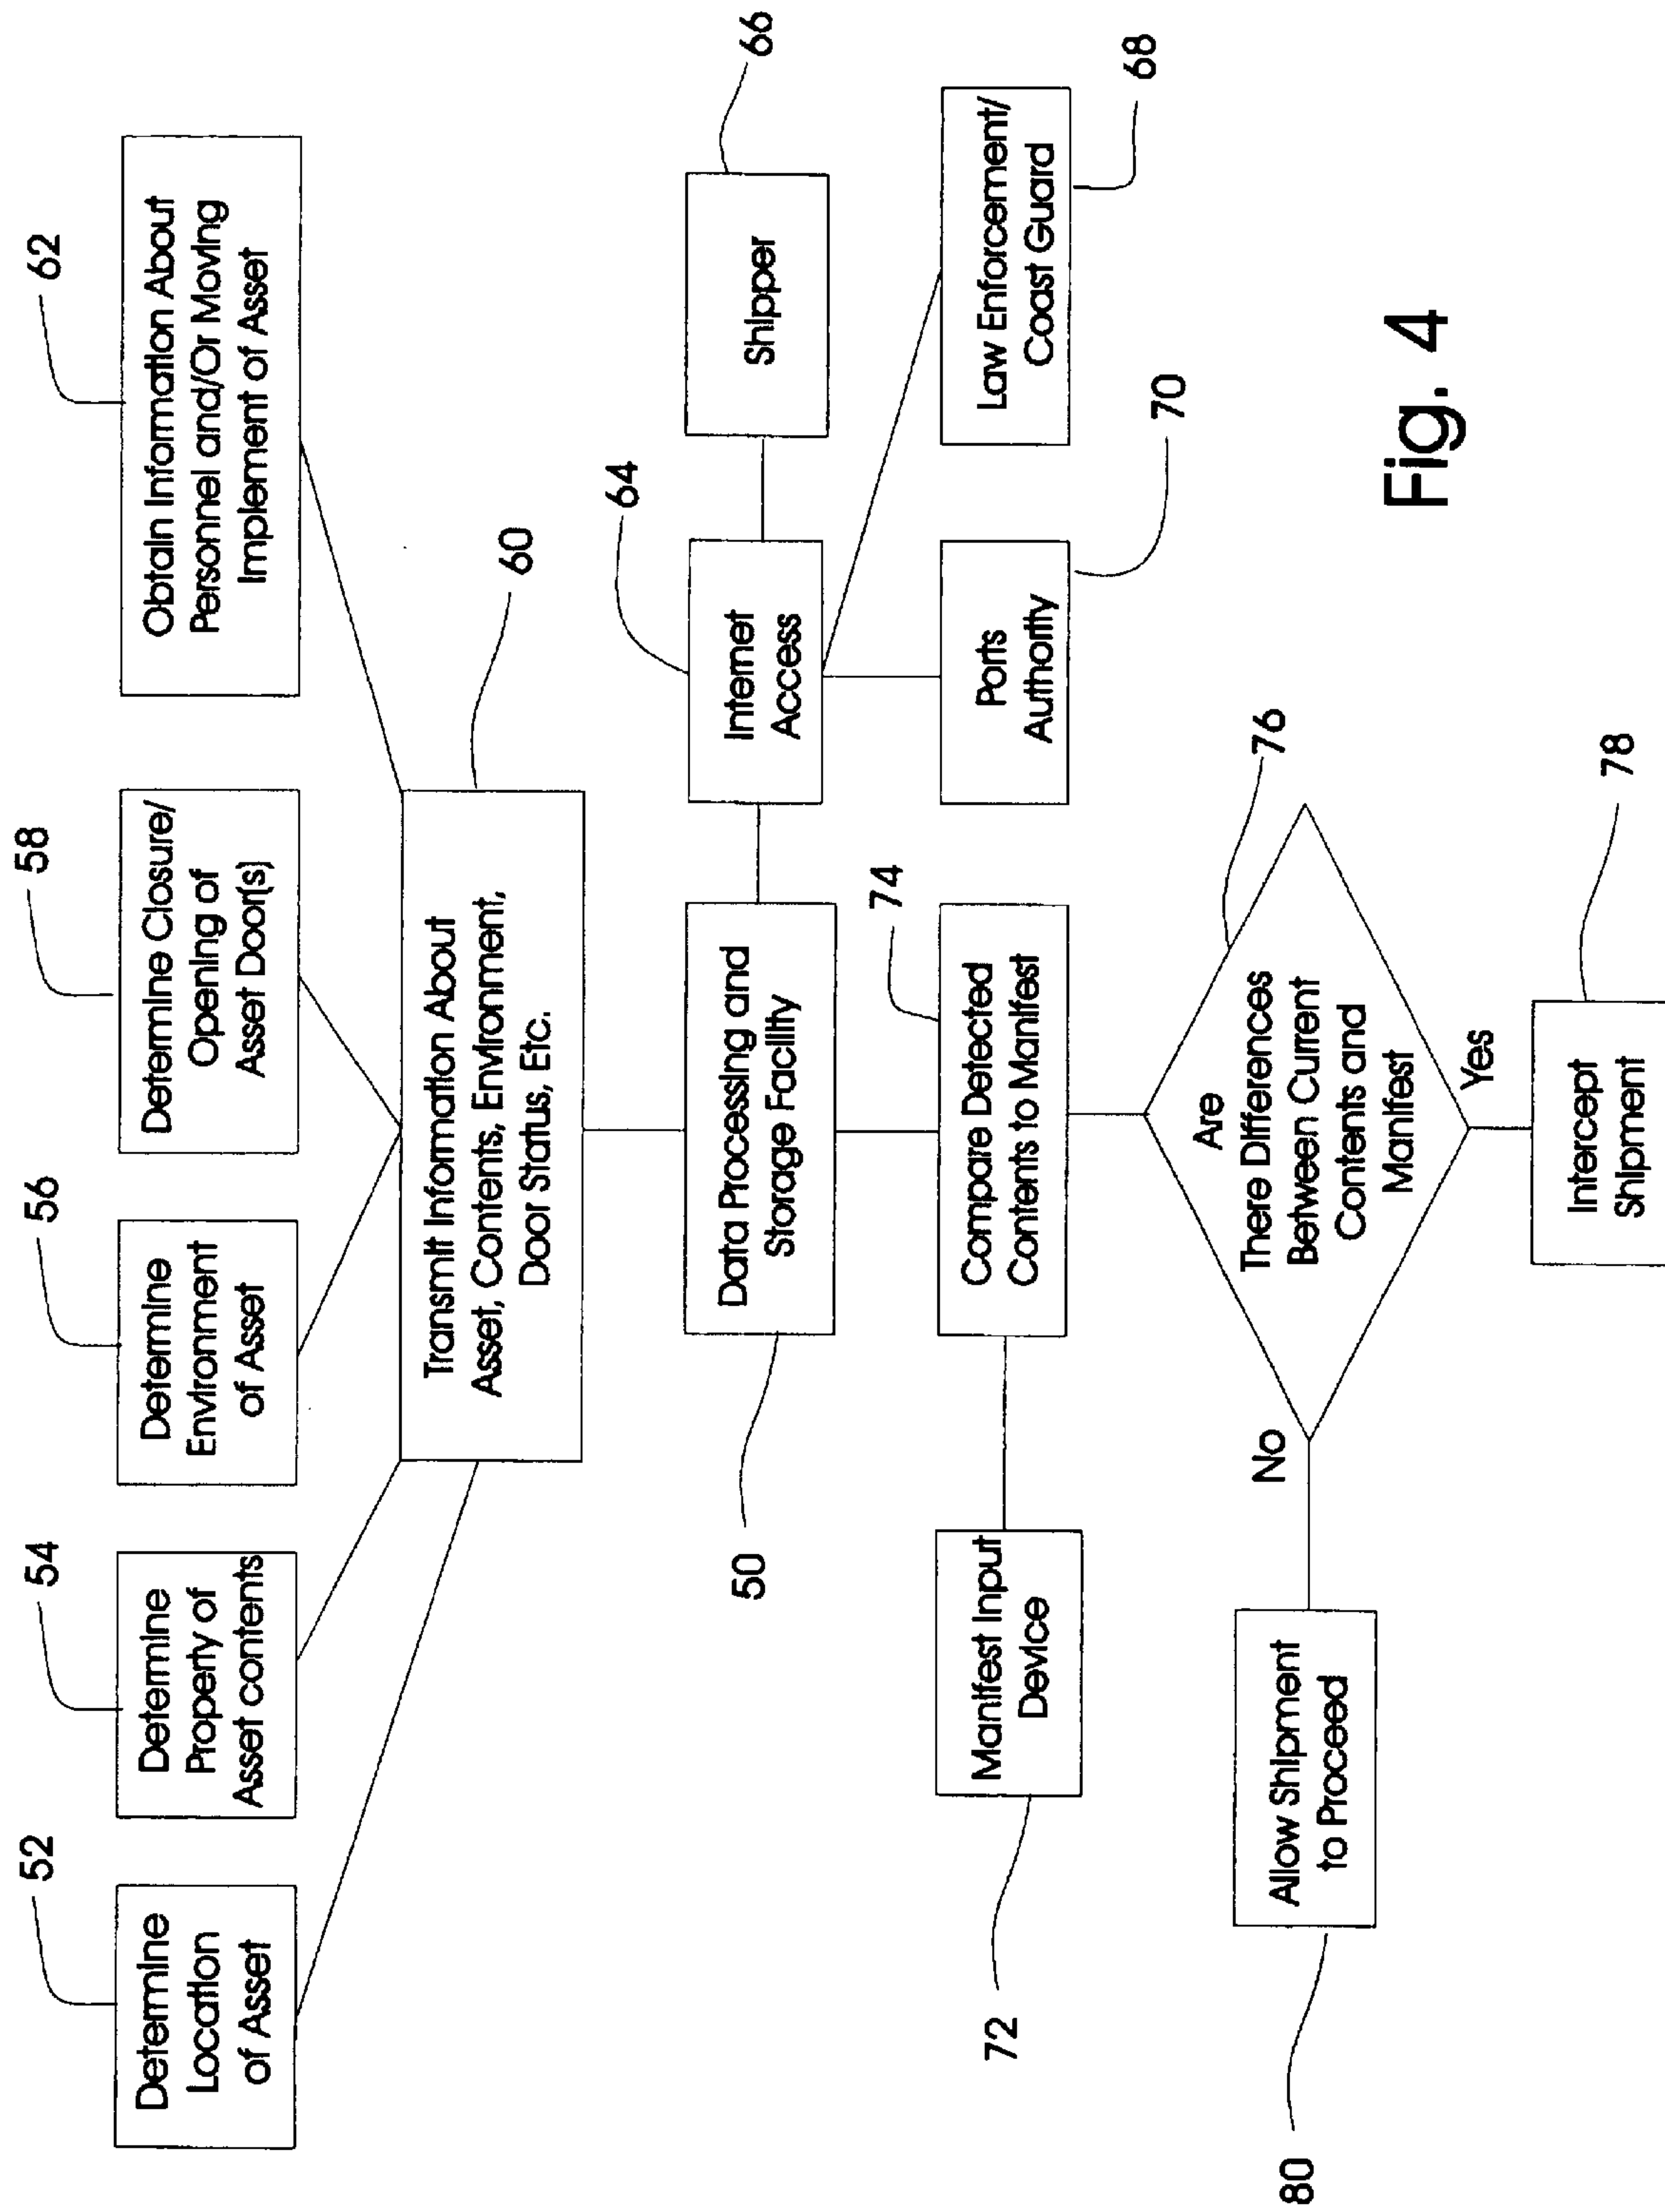 52
Determine
Location
of Asset
54
Determine
Property of
Asset contents
56
Determine
Environment
of Asset
58
Determine Closure/
Opening of
Asset Door(s)
62
Obtain Information About
Personnel and/Or Moving
Implement of Asset
60
Transmit Information About
Asset, Contents, Environment,
Door Status, Etc.
50
Data Processing and
Storage Facility
64
Internet
Access
66
Shipper
72
Manifest Input
Device
74
Compare Detected
Contents to Manifest
70
Ports
Authority
68
Law Enforcement/
Coast Guard
76
Are
There Differences
Between Current
Contents and
Manifest
No
Yes
80
Allow Shipment
to Proceed
78
Intercept
Shipment
Fig. 4